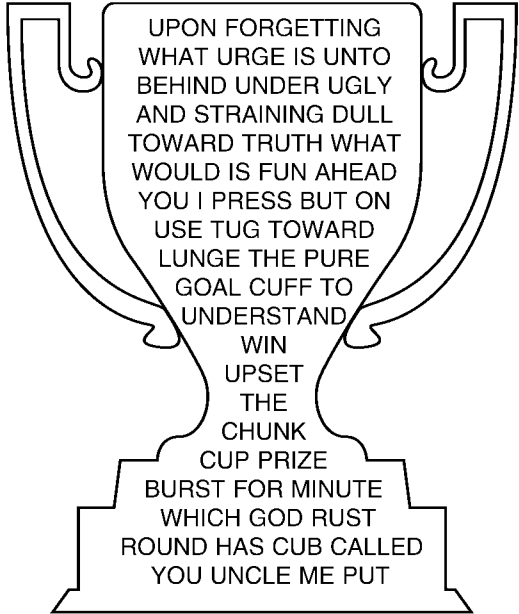 UPON FORGETTING
WHAT URGE IS UNTO
BEHIND UNDER UGLY
AND STRAINING DULL
TOWARD TRUTH WHAT
WOULD IS FUN AHEAD
YOU I PRESS BUT ON
USE TUG TOWARD
LUNGE THE PURE
GOAL CUFF TO
UNDERSTAND
WIN
UPSET
THE
CHUNK
CUP PRIZE
BURST FOR MINUTE
WHICH GOD RUST
ROUND HAS CUB CALLED
YOU UNCLE ME PUT